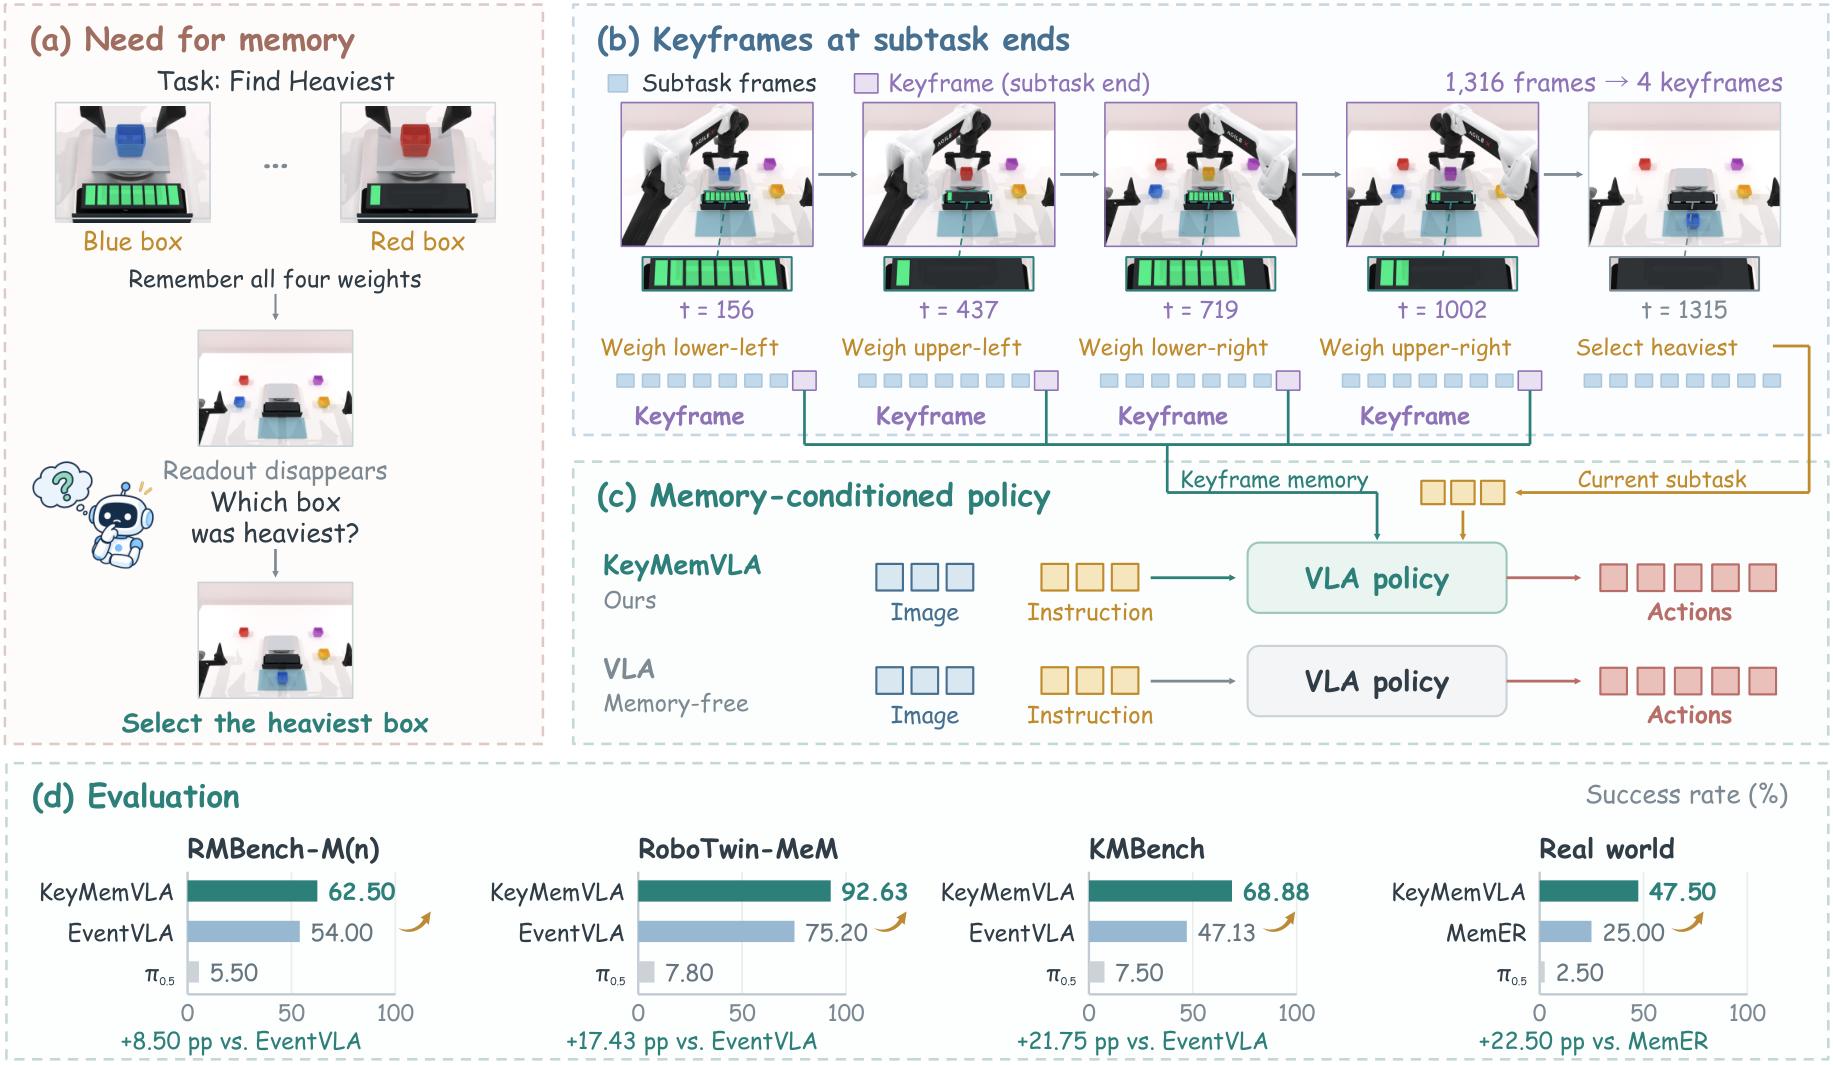 (a) Need for memory
Task: Find Heaviest
...
Blue box
Red box
Remember all four weights
Readout disappears
?
Which box
was heaviest?
Select the heaviest box
(b) Keyframes at subtask ends
Subtask frames
Keyframe (subtask end)
1,316 frames → 4 keyframes
t = 156
t = 437
t = 719
t = 1002
t = 1315
Weigh lower-left
Weigh upper-left
Weigh lower-right
Weigh upper-right
Select heaviest
Keyframe
Keyframe
Keyframe
Keyframe
(c) Memory-conditioned policy
Keyframe memory
Current subtask
KeyMemVLA
Ours
Image
Instruction
VLA policy
Actions
VLA
Memory-free
Image
Instruction
VLA policy
Actions
(d) Evaluation
Success rate (%)
RMBench-M(n)
KeyMemVLA 62.50
EventVLA 54.00
π0.5 5.50
0 50 100
+8.50 pp vs. EventVLA
RoboTwin-MeM
KeyMemVLA 92.63
EventVLA 75.20
π0.5 7.80
0 50 100
+17.43 pp vs. EventVLA
KMBench
KeyMemVLA 68.88
EventVLA 47.13
π0.5 7.50
0 50 100
+21.75 pp vs. EventVLA
Real world
KeyMemVLA 47.50
MemER 25.00
π0.5 2.50
0 50 100
+22.50 pp vs. MemER